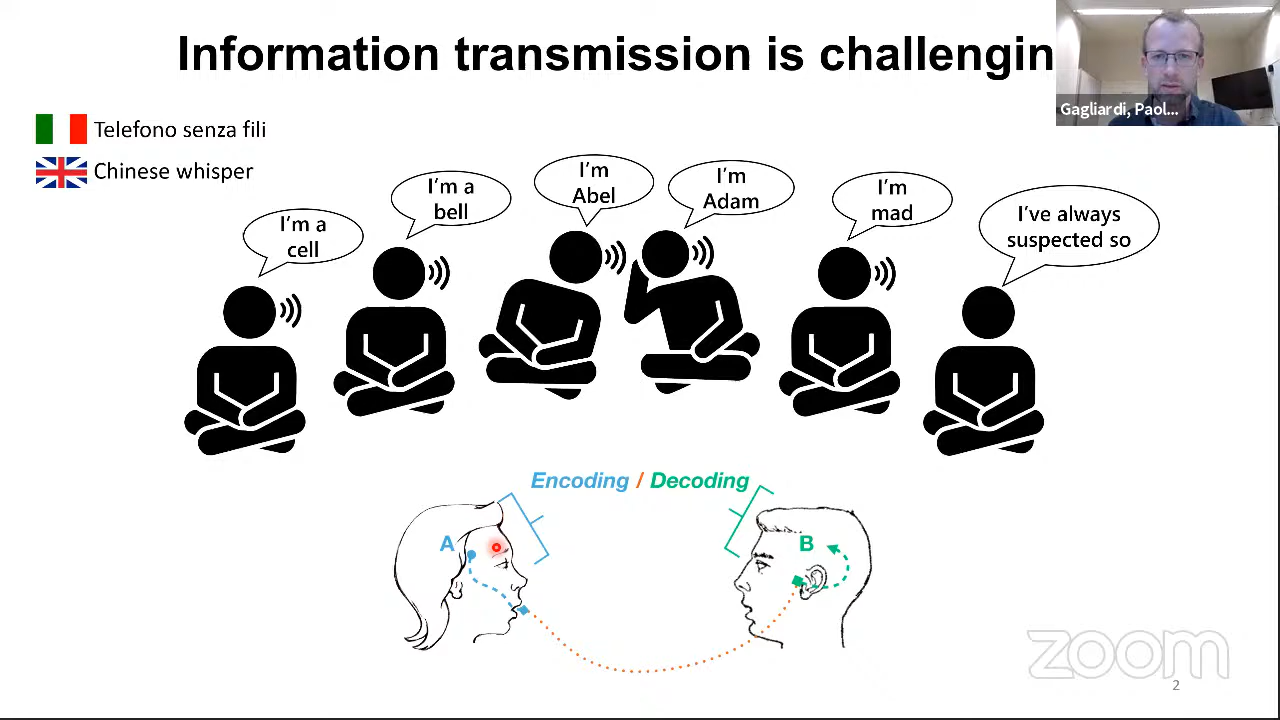 Information transmission is challengin
Gagliardi, Paol...
Telefono senza fili
Chinese whisper
I'm a
cell
I'm a
bell
I'm
Abel
I'm
Adam
I'm
mad
I've always
suspected so
Encoding / Decoding
A
B
zoom
2